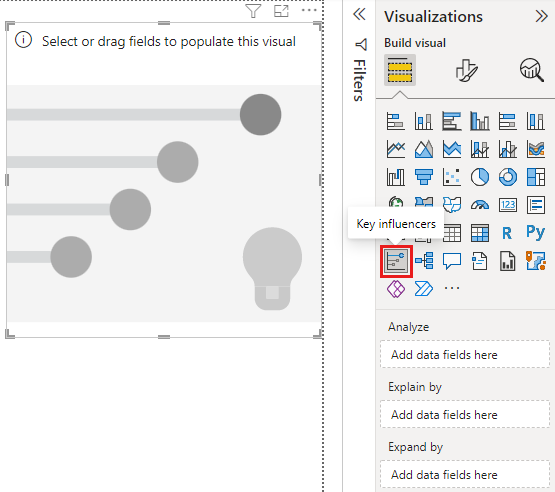 Select or drag fields to populate this visual
Filters
Visualizations
Build visual
123
Key influencers
R
Py
Analyze
Add data fields here
Explain by
Add data fields here
Expand by
Add data fields here